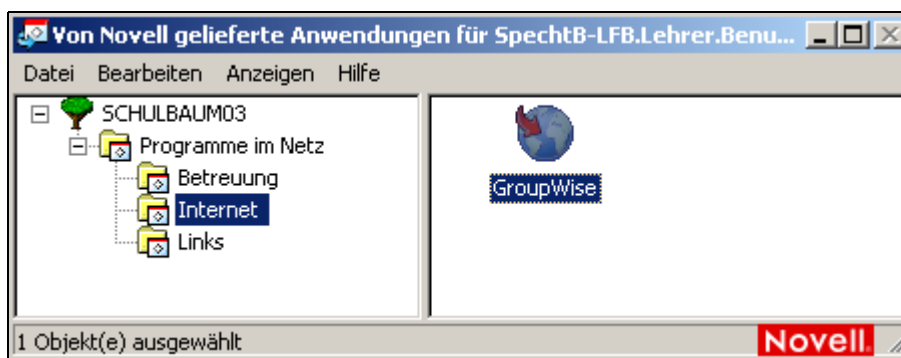 Von Novell gelieferte Anwendungen für SpechtB-LFB.Lehrer.Benu...
Datei Bearbeiten Anzeigen Hilfe
SCHULBAUM03
Programme im Netz
Betreuung
Internet
Links
GroupWise
1 Objekt(e) ausgewählt
Novell.